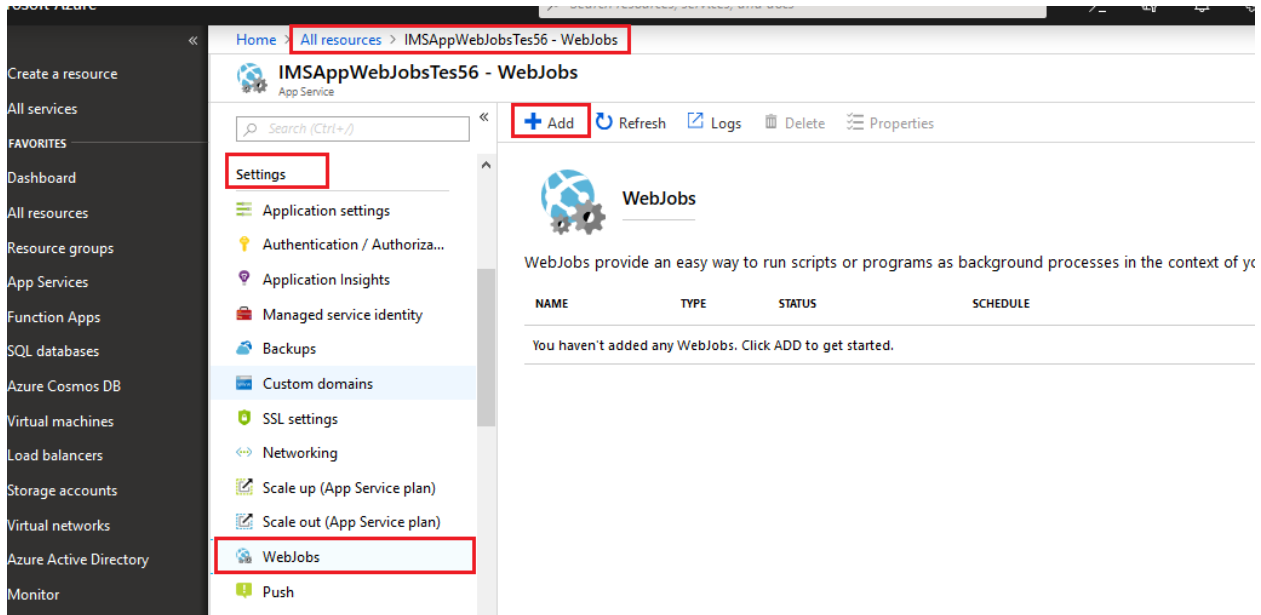 Home > All resources > IMSAppWebJobsTes56 - WebJobs
Create a resource
All services
FAVORITES
Dashboard
All resources
Resource groups
App Services
Function Apps
SQL databases
Azure Cosmos DB
Virtual machines
Load balancers
Storage accounts
Virtual networks
Azure Active Directory
Monitor
IMSAppWebJobsTes56 - WebJobs
App Service
Search (Ctrl+/)
Settings
Application settings
Authentication / Authoriza...
Application Insights
Managed service identity
Backups
Custom domains
SSL settings
Networking
Scale up (App Service plan)
Scale out (App Service plan)
WebJobs
Push
Add Refresh Logs Delete Properties
WebJobs
WebJobs provide an easy way to run scripts or programs as background processes in the context of
NAME TYPE STATUS SCHEDULE
You haven't added any WebJobs. Click ADD to get started.